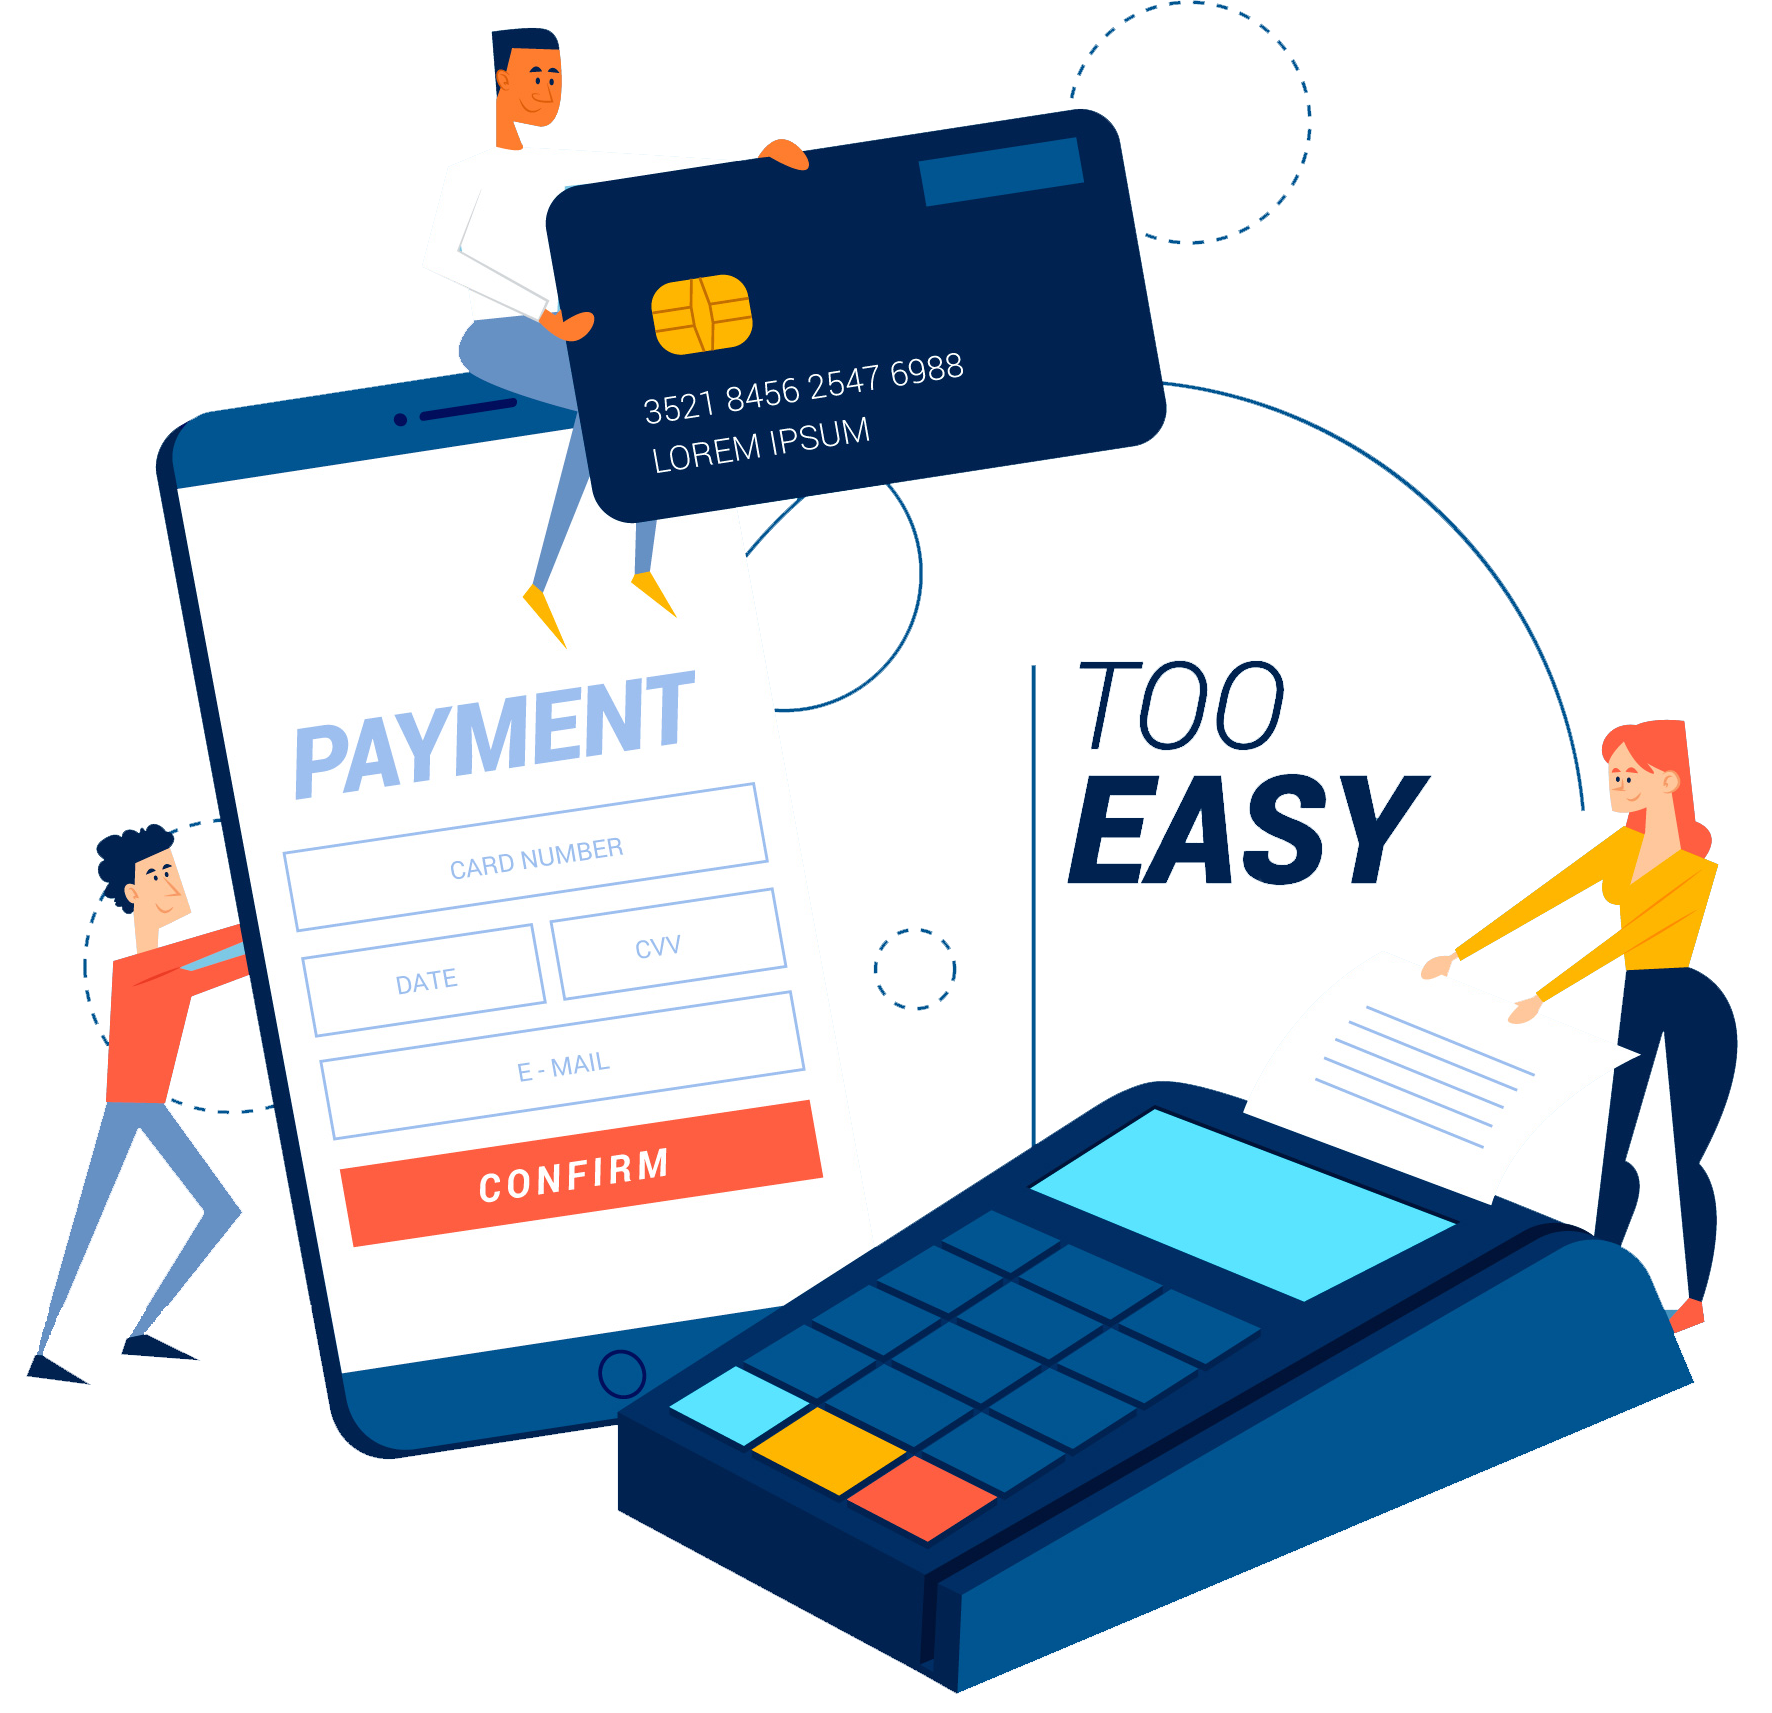 3521 8456 2547 6988
LOREM IPSUM
PAYMENT
CARD NUMBER
DATE
CVV
E - MAIL
CONFIRM
TOO
EASY